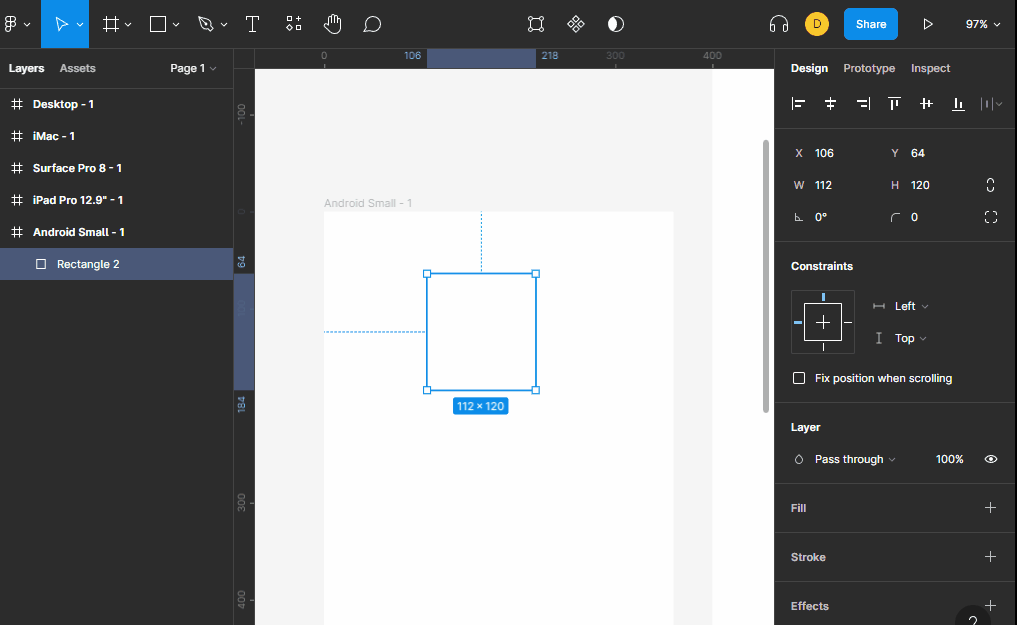 D
Share
97%
Layers
Assets
Page 1
0
106
218
300
400
Design
Prototype
Inspect
Desktop - 1
iMac - 1
Surface Pro 8 - 1
iPad Pro 12.9" - 1
Android Small - 1
Rectangle 2
-100
0
64
100
184
300
400
Android Small - 1
112 × 120
X 106
Y 64
W 112
H 120
0°
0
Constraints
Left
Top
Fix position when scrolling
Layer
Pass through
100%
Fill
Stroke
Effects
?